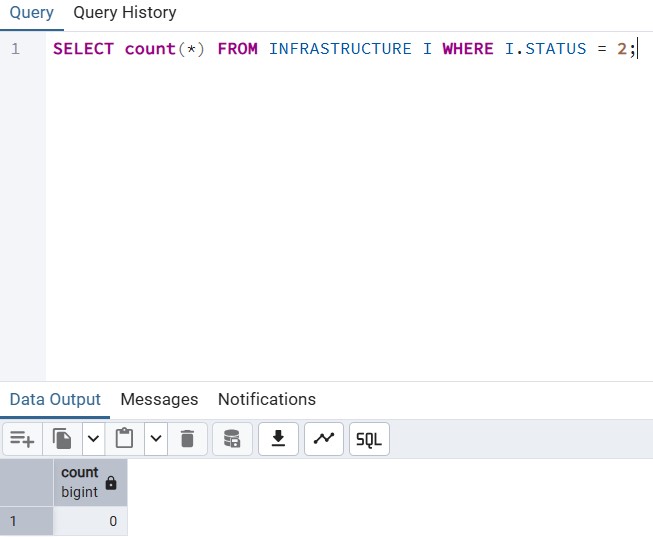 Query Query History
1 SELECT count(*) FROM INFRASTRUCTURE I WHERE I.STATUS = 2;
Data Output Messages Notifications
SQL
count
bigint
1 0